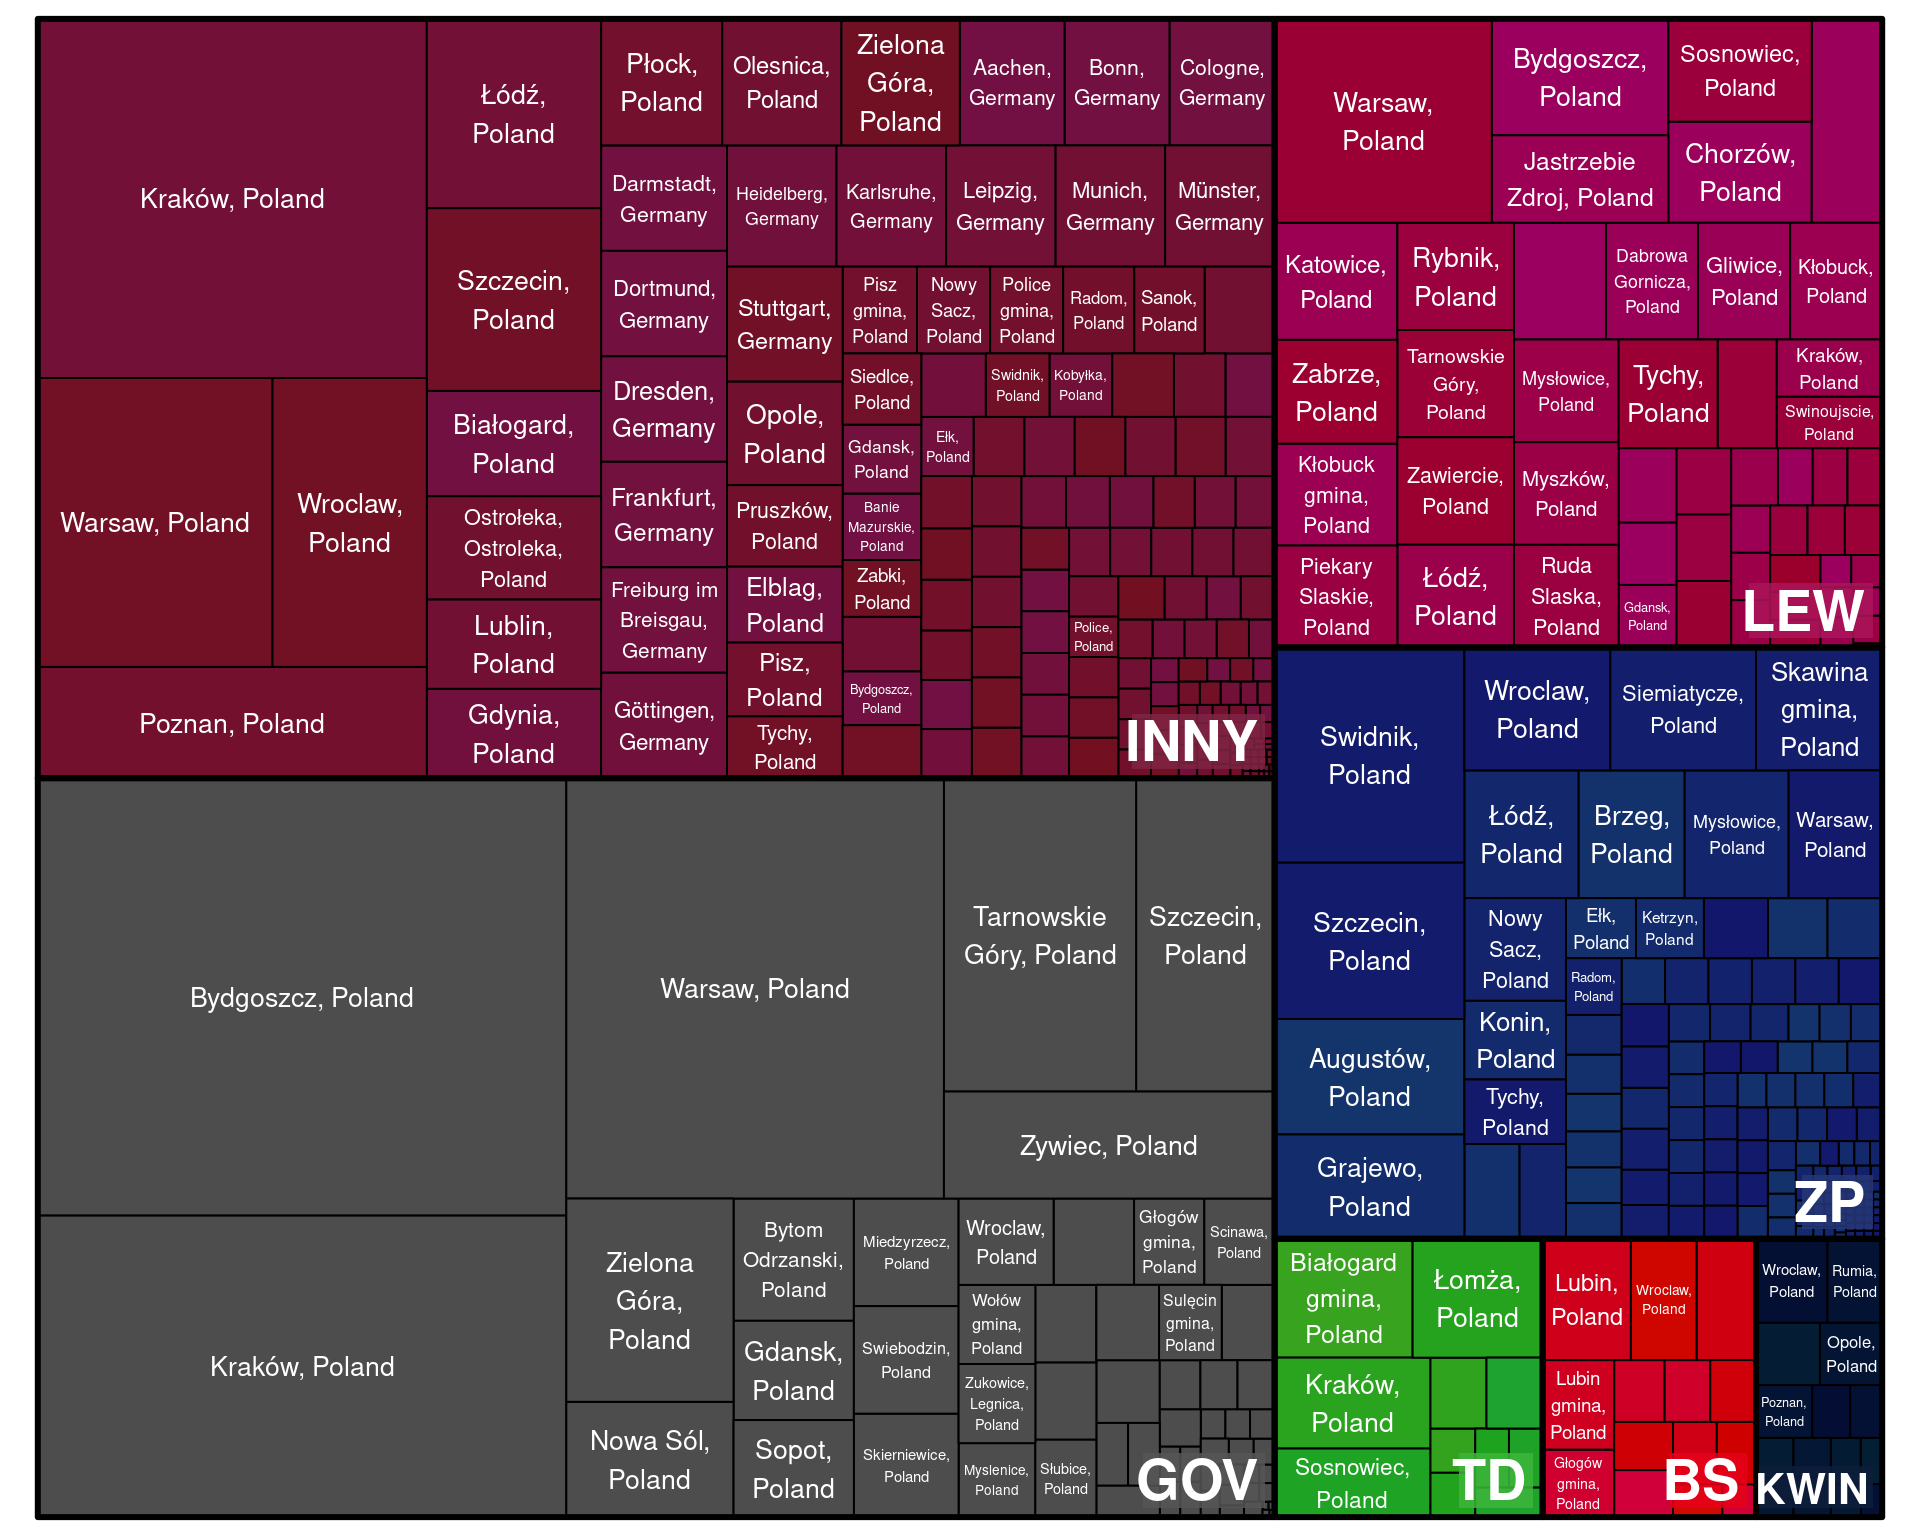 Kraków, Poland
Warsaw, Poland
Wroclaw,
Poland
Poznan, Poland
Łódź,
Poland
Szczecin,
Poland
Białogard,
Poland
Ostrołeka,
Ostroleka,
Poland
Lublin,
Poland
Gdynia,
Poland
Płock,
Poland
Olesnica,
Poland
Zielona
Góra,
Poland
Aachen,
Germany
Bonn,
Germany
Cologne,
Germany
Darmstadt,
Germany
Dortmund,
Germany
Dresden,
Germany
Frankfurt,
Germany
Freiburg im
Breisgau,
Germany
Göttingen,
Germany
Heidelberg,
Germany
Karlsruhe,
Germany
Leipzig,
Germany
Munich,
Germany
Münster,
Germany
Stuttgart,
Germany
Opole,
Poland
Pruszków,
Poland
Elblag,
Poland
Pisz,
Poland
Tychy,
Poland
Pisz
gmina,
Poland
Nowy
Sacz,
Poland
Police
gmina,
Poland
Radom,
Poland
Sanok,
Poland
Siedlce,
Poland
Gdansk,
Poland
Banie
Mazurskie,
Poland
Zabki,
Poland
Bydgoszcz,
Poland
Swidnik,
Poland
Kobyłka,
Poland
Ełk,
Poland
Police,
Poland
INNY
Warsaw,
Poland
Bydgoszcz,
Poland
Jastrzebie
Zdroj, Poland
Sosnowiec,
Poland
Chorzów,
Poland
Katowice,
Poland
Zabrze,
Poland
Kłobuck
gmina,
Poland
Piekary
Slaskie,
Poland
Rybnik,
Poland
Tarnowskie
Góry,
Poland
Zawiercie,
Poland
Łódź,
Poland
Dabrowa
Gornicza,
Poland
Gliwice,
Poland
Kłobuck,
Poland
Mysłowice,
Poland
Myszków,
Poland
Ruda
Slaska,
Poland
Tychy,
Poland
Kraków,
Poland
Swinoujscie,
Poland
Gdansk,
Poland
LEW
Bydgoszcz, Poland
Kraków, Poland
Warsaw, Poland
Tarnowskie
Góry, Poland
Szczecin,
Poland
Zywiec, Poland
Zielona
Góra,
Poland
Nowa Sól,
Poland
Bytom
Odrzanski,
Poland
Gdansk,
Poland
Sopot,
Poland
Miedzyrzecz,
Poland
Swiebodzin,
Poland
Skierniewice,
Poland
Wroclaw,
Poland
Głogów
gmina,
Poland
Scinawa,
Poland
Wołów
gmina,
Poland
Sulęcin
gmina,
Poland
Zukowice,
Legnica,
Poland
Myslenice,
Poland
Słubice,
Poland
GOV
Swidnik,
Poland
Szczecin,
Poland
Augustów,
Poland
Grajewo,
Poland
Wroclaw,
Poland
Siemiatycze,
Poland
Skawina
gmina,
Poland
Łódź,
Poland
Brzeg,
Poland
Mysłowice,
Poland
Warsaw,
Poland
Nowy
Sacz,
Poland
Konin,
Poland
Tychy,
Poland
Ełk,
Poland
Ketrzyn,
Poland
Radom,
Poland
ZP
Białogard
gmina,
Poland
Łomża,
Poland
Kraków,
Poland
Sosnowiec,
Poland
TD
Lubin,
Poland
Wroclaw,
Poland
Lubin
gmina,
Poland
Głogów
gmina,
Poland
BS
Wroclaw,
Poland
Rumia,
Poland
Opole,
Poland
Poznan,
Poland
KWIN